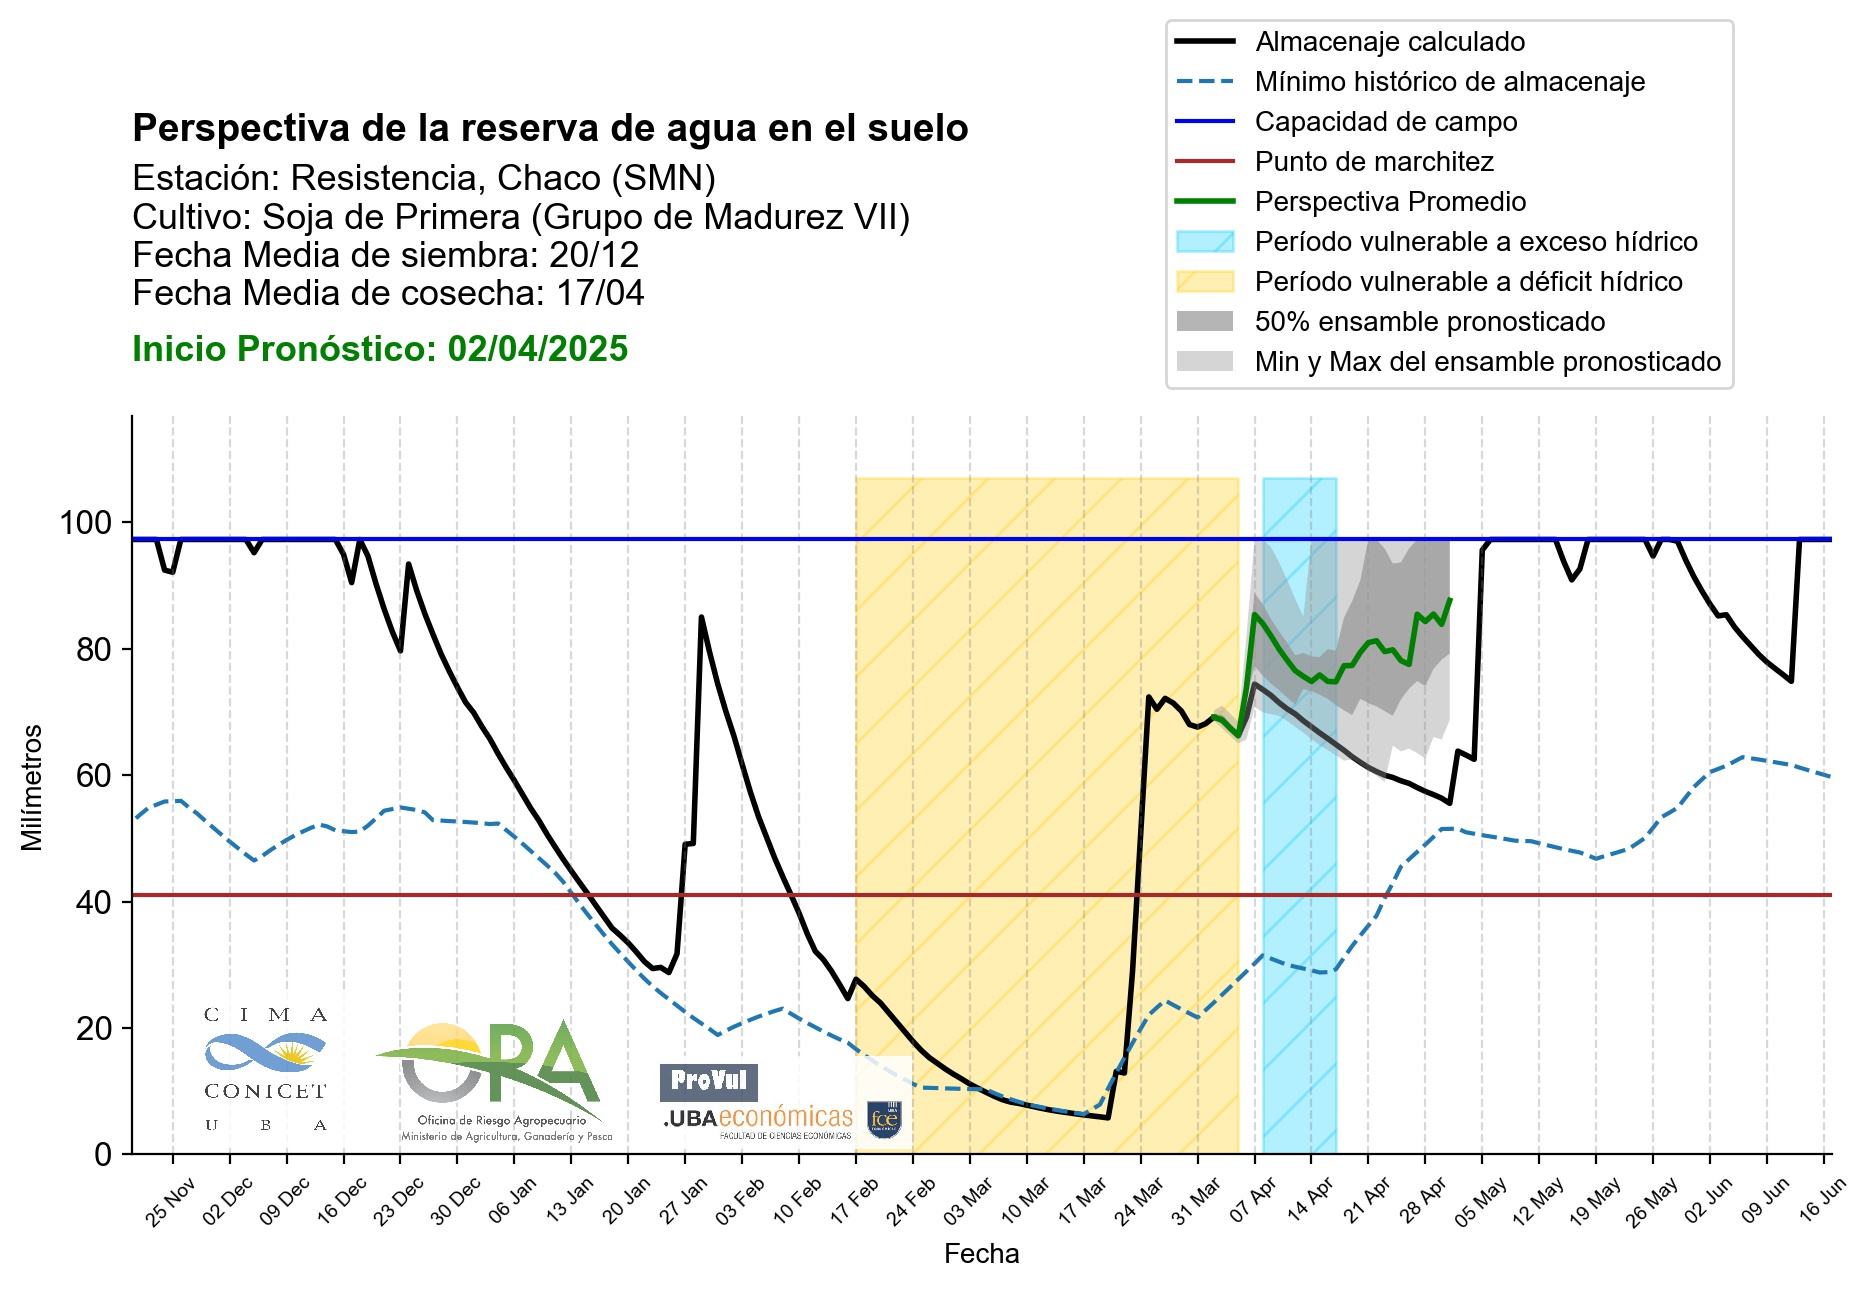 Almacenaje calculado
Mínimo histórico de almacenaje
Capacidad de campo
Punto de marchitez
Perspectiva Promedio
Período vulnerable a exceso hídrico
Período vulnerable a déficit hídrico
50% ensamble pronosticado
Min y Max del ensamble pronosticado
Perspectiva de la reserva de agua en el suelo
Estación: Resistencia, Chaco (SMN)
Cultivo: Soja de Primera (Grupo de Madurez VII)
Fecha Media de siembra: 20/12
Fecha Media de cosecha: 17/04
Inicio Pronóstico: 02/04/2025
Milímetros
100
80
60
40
20
0
CIMA
CONICET
UBA
ORA
Oficina de Riesgo Agropecuario
Ministerio de Agricultura, Ganadería y Pesca
ProVul
.UBAeconómicas
FACULTAD DE CIENCIAS ECONÓMICAS
UBA
fce
25 Nov
02 Dec
09 Dec
16 Dec
23 Dec
30 Dec
06 Jan
13 Jan
20 Jan
27 Jan
03 Feb
10 Feb
17 Feb
24 Feb
03 Mar
10 Mar
17 Mar
24 Mar
31 Mar
07 Apr
14 Apr
21 Apr
28 Apr
05 May
12 May
19 May
26 May
02 Jun
09 Jun
16 Jun
Fecha